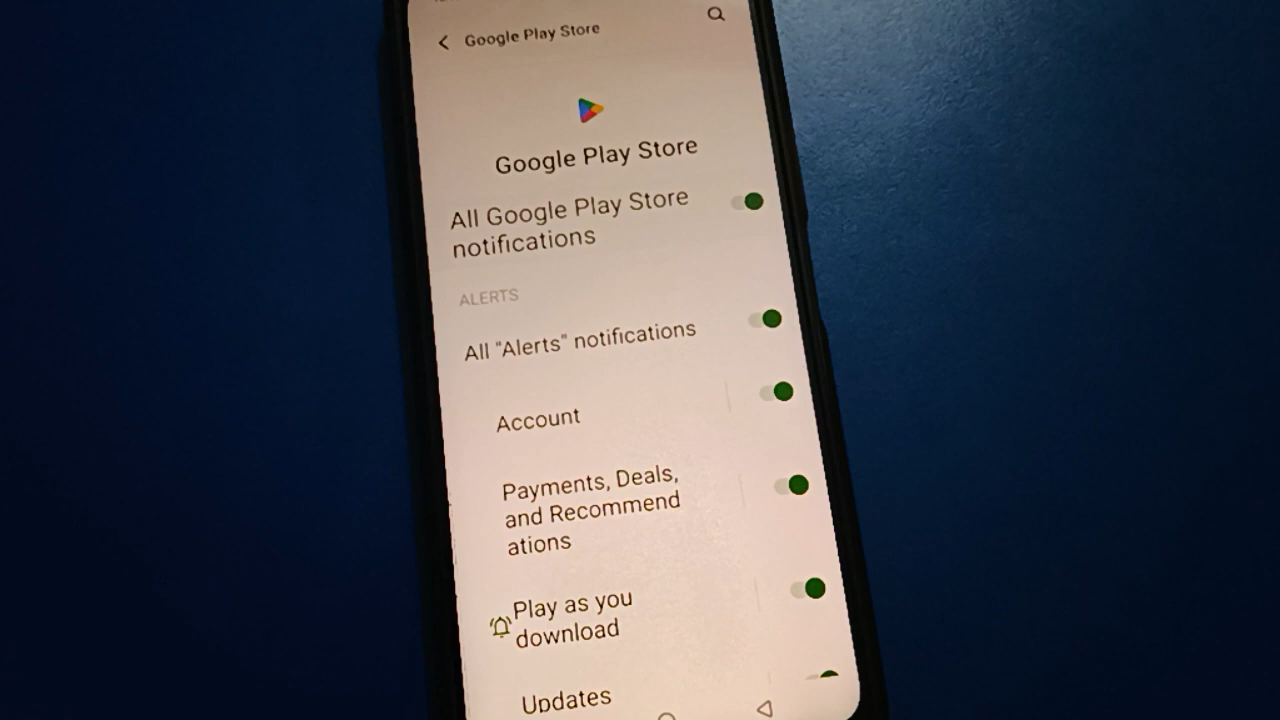 Google Play Store
Google Play Store
All Google Play Store
notifications
ALERTS
All "Alerts" notifications
Account
Payments, Deals,
and Recommend
ations
Play as you
download
Updates